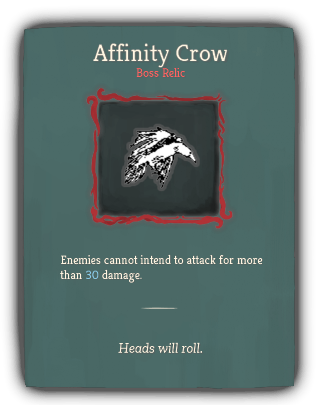 Affinity Crow
Boss Relic
Enemies cannot intend to attack for more
than 30 damage.
Heads will roll.